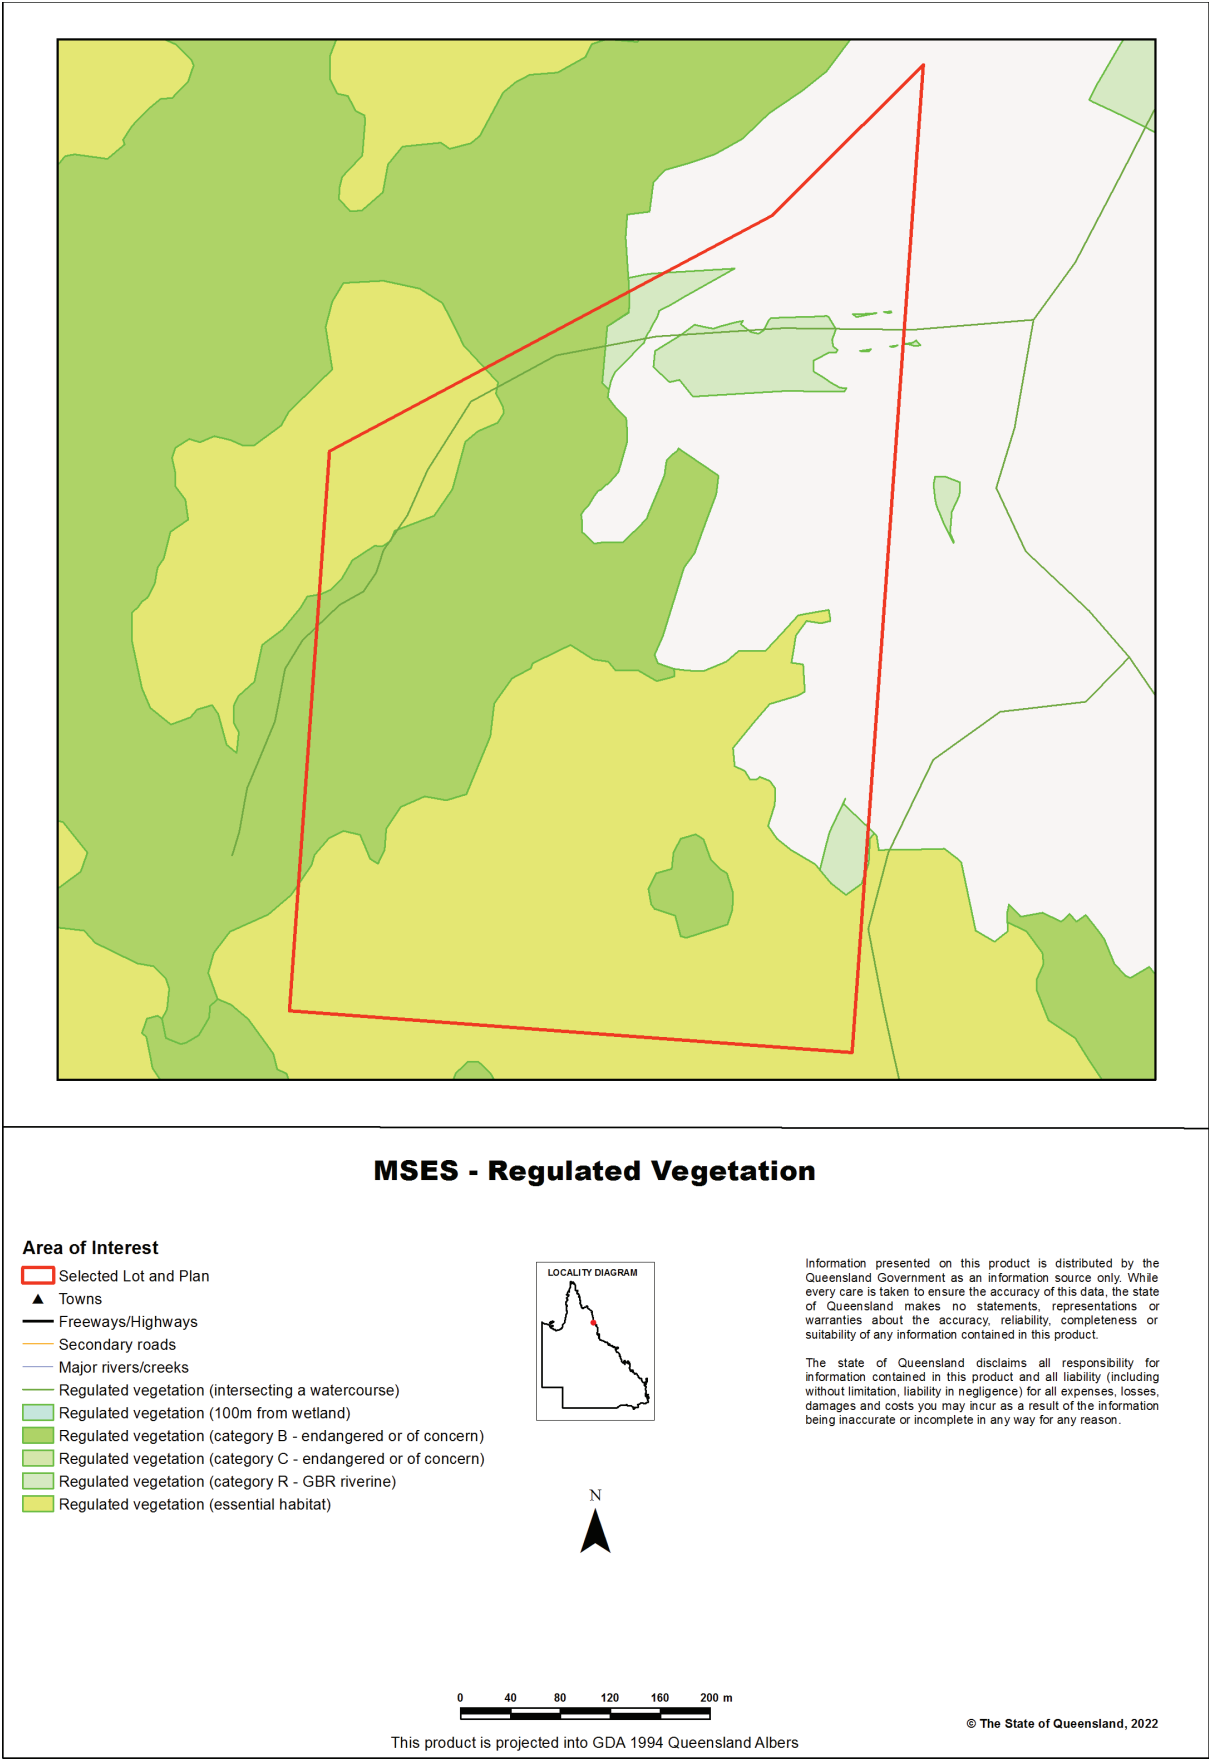 MSES - Regulated Vegetation
Area of Interest
Selected Lot and Plan
Towns
Freeways/Highways
Secondary roads
Major rivers/creeks
Regulated vegetation (intersecting a watercourse)
Regulated vegetation (100m from wetland)
Regulated vegetation (category B - endangered or of concern)
Regulated vegetation (category C - endangered or of concern)
Regulated vegetation (category R - GBR riverine)
Regulated vegetation (essential habitat)
LOCALITY DIAGRAM
N
Information presented on this product is distributed by the
Queensland Government as an information source only. While
every care is taken to ensure the accuracy of this data, the state
of Queensland makes no statements, representations or
warranties about the accuracy, reliability, completeness or
suitability of any information contained in this product.
The state of Queensland disclaims all responsibility for
information contained in this product and all liability (including
without limitation, liability in negligence) for all expenses, losses,
damages and costs you may incur as a result of the information
being inaccurate or incomplete in any way for any reason.
0 40 80 120 160 200 m
This product is projected into GDA 1994 Queensland Albers
© The State of Queensland, 2022